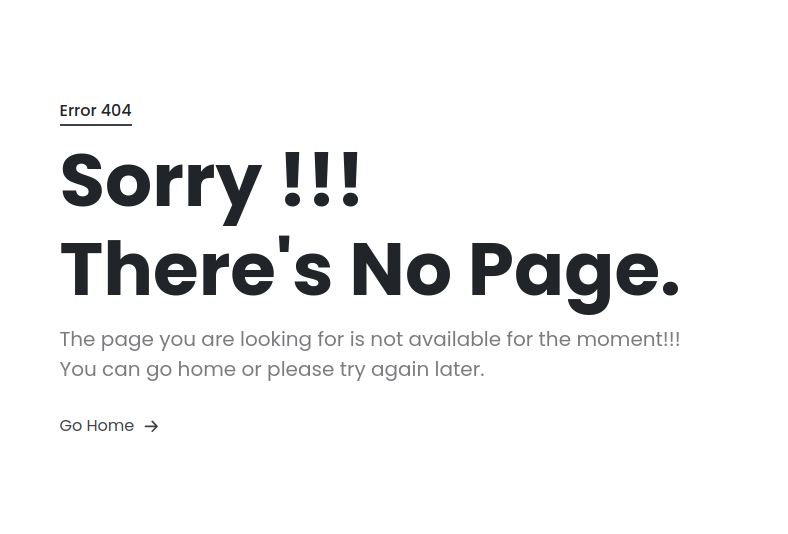 Error 404
Sorry !!!
There's No Page.
The page you are looking for is not available for the moment!!!
You can go home or please try again later.
Go Home →